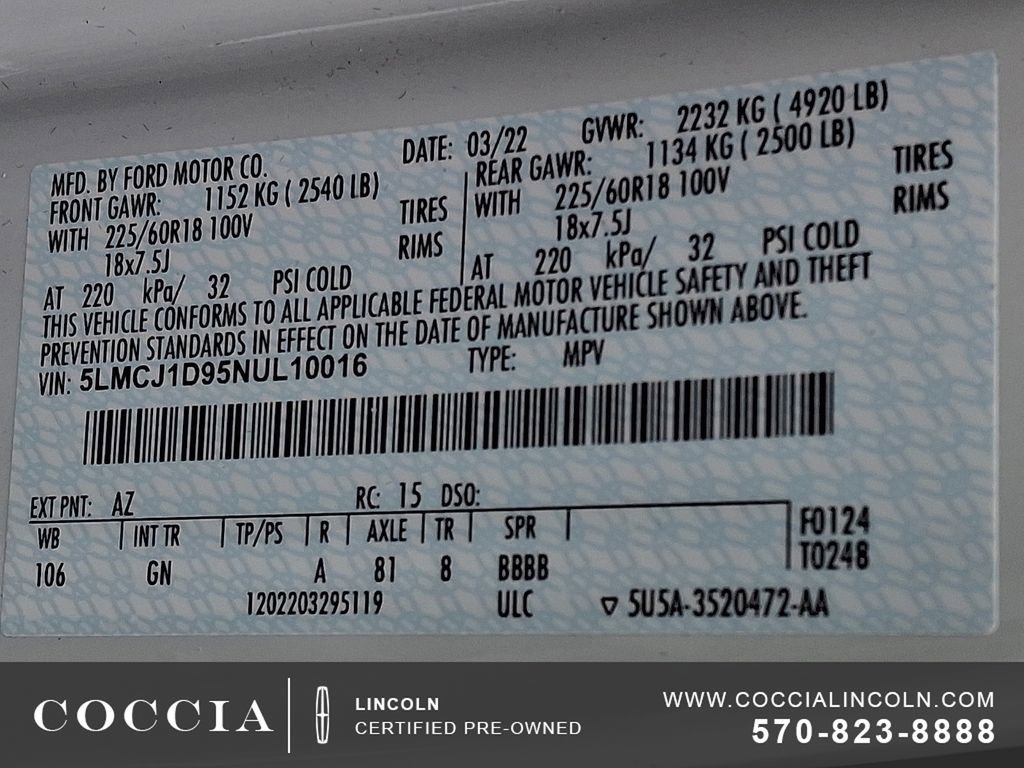 MFD. BY FORD MOTOR CO.
DATE: 03/22
GVWR: 2232 KG ( 4920 LB)
FRONT GAWR: 1152 KG ( 2540 LB)
WITH 225/60R18 100V TIRES
18x7.5J RIMS
AT 220 kPa/ 32 PSI COLD
REAR GAWR: 1134 KG ( 2500 LB)
WITH 225/60R18 100V TIRES
18x7.5J RIMS
AT 220 kPa/ 32 PSI COLD
THIS VEHICLE CONFORMS TO ALL APPLICABLE FEDERAL MOTOR VEHICLE SAFETY AND THEFT
PREVENTION STANDARDS IN EFFECT ON THE DATE OF MANUFACTURE SHOWN ABOVE.
VIN: 5LMCJ1D95NUL10016 TYPE: MPV
EXT PNT: AZ RC: 15 DSO:
WB INT TR TP/PS R AXLE TR SPR
106 GN A 81 8 BBBB
F0124
T0248
1202203295119 ULC ▽ 5U5A-3520472-AA
COCCIA
LINCOLN
CERTIFIED PRE-OWNED
WWW.COCCIALINCOLN.COM
570-823-8888